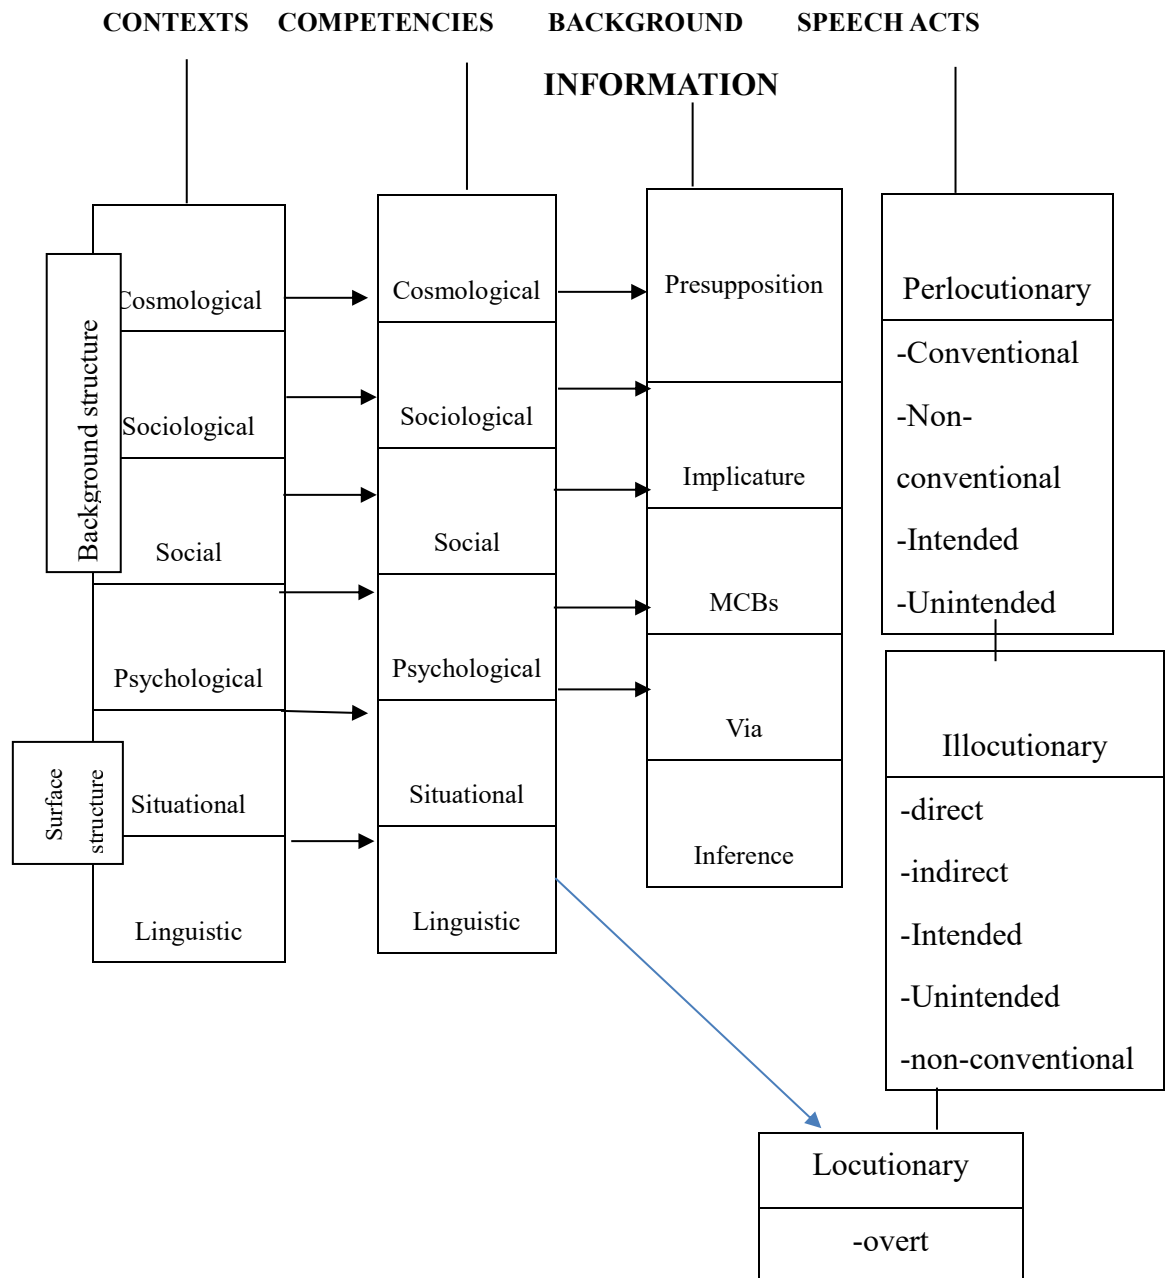 CONTEXTS COMPETENCIES BACKGROUND SPEECH ACTS
INFORMATION
Background structure
Surface
structure
Cosmological
Sociological
Social
Psychological
Situational
Linguistic
Cosmological
Sociological
Social
Psychological
Situational
Linguistic
Presupposition
Implicature
MCBs
Via
Inference
Perlocutionary
-Conventional
-Non-
conventional
-Intended
-Unintended
Illocutionary
-direct
-indirect
-Intended
-Unintended
-non-conventional
Locutionary
-overt